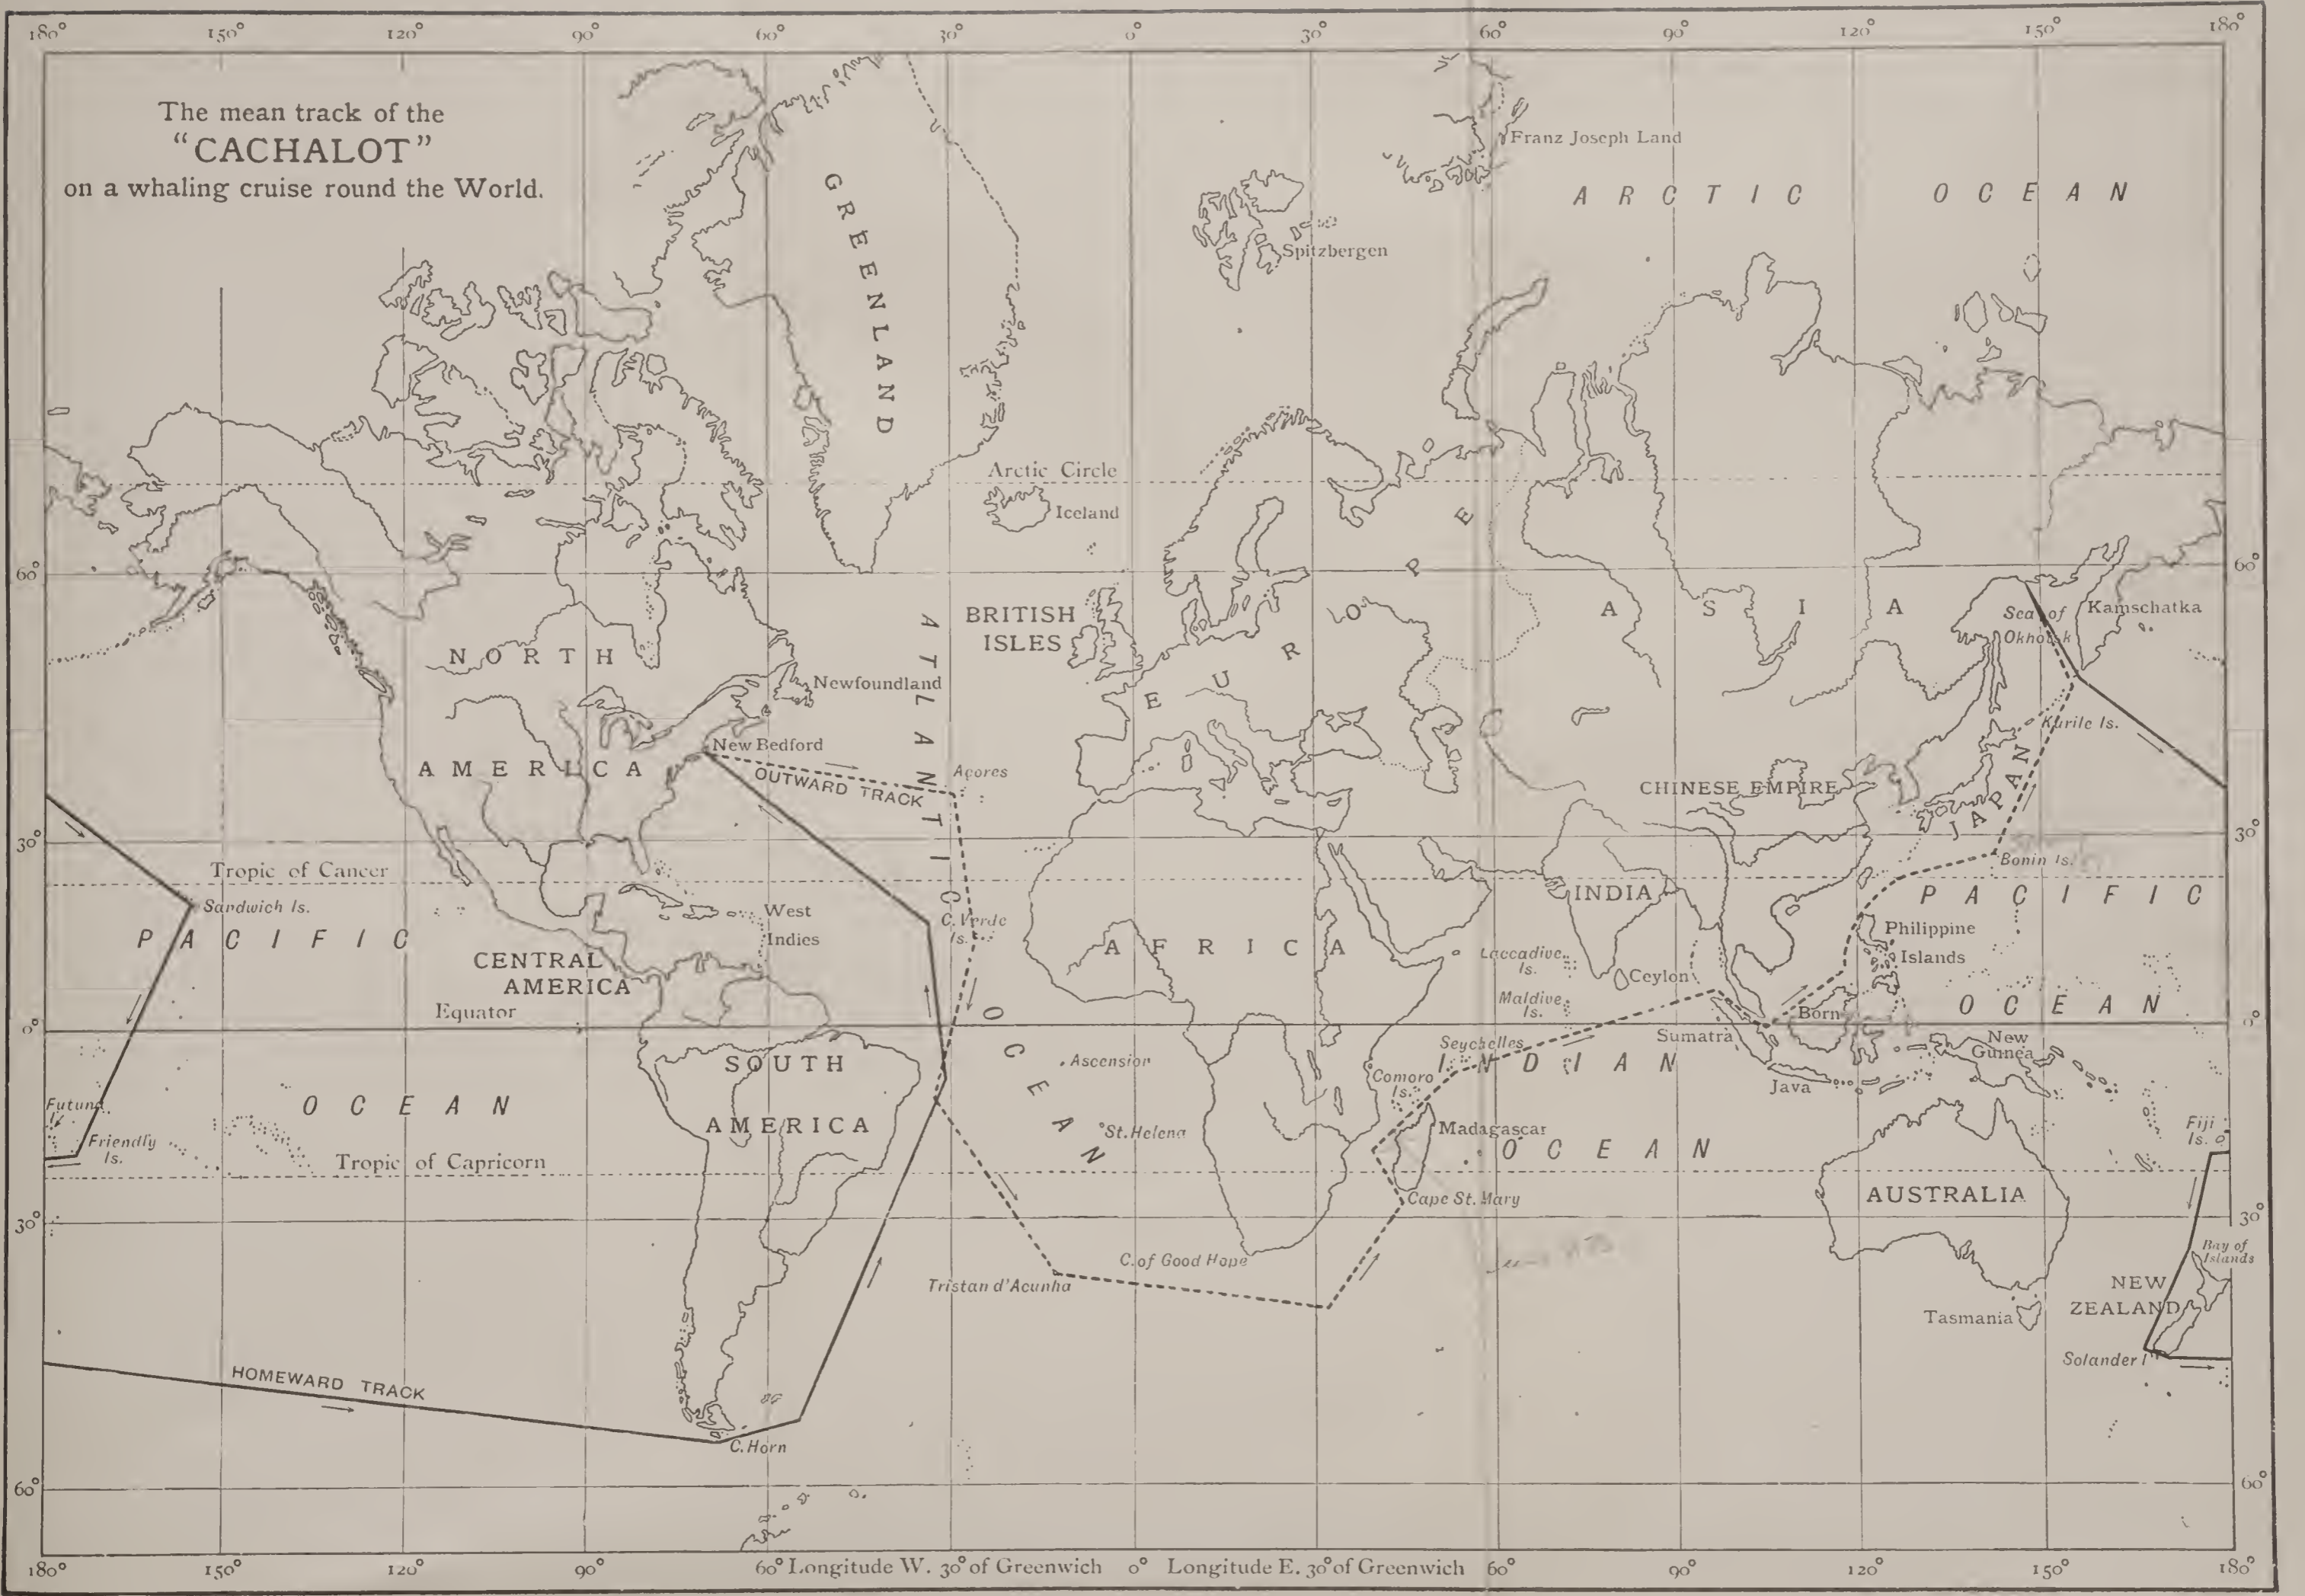 180° 150° 120° 90° 60° 30° 0° 30° 60° 90° 120° 150° 180°
The mean track of the
“CACHALOT”
on a whaling cruise round the World.
GREENLAND
Franz Joseph Land
ARCTIC OCEAN
Spitzbergen
Arctic Circle
Iceland
60°
60°
BRITISH
ISLES
EUROPE
ASIA
Sea of
Okhotsk
Kamschatka
NORTH
AMERICA
Newfoundland
ATLANTIC OCEAN
New Bedford
OUTWARD TRACK
Açores
CHINESE EMPIRE
JAPAN
Kurile Is.
30°
30°
Tropic of Cancer
Bonin Is.
Sandwich Is.
PACIFIC
West
Indies
C. Verde
Is.
AFRICA
INDIA
PACIFIC
Philippine
Islands
CENTRAL
AMERICA
Laccadive
Is.
Ceylon
Maldive
Is.
OCEAN
Equator
0°
0°
Born
Sumatra
New
Guinea
SOUTH
AMERICA
Ascension
Seychelles
INDIAN
Comoro
Is.
Java
Futuna
OCEAN
Friendly
Is.
St. Helena
Madagascar
OCEAN
Fiji
Is.
Tropic of Capricorn
Cape St. Mary
AUSTRALIA
30°
30°
C. of Good Hope
Tristan d'Acunha
Bay of
Islands
NEW
ZEALAND
Tasmania
Solander I
HOMEWARD TRACK
C. Horn
60°
60°
180° 150° 120° 90° 60° Longitude W. 30° of Greenwich 0° Longitude E. 30° of Greenwich 60° 90° 120° 150° 180°